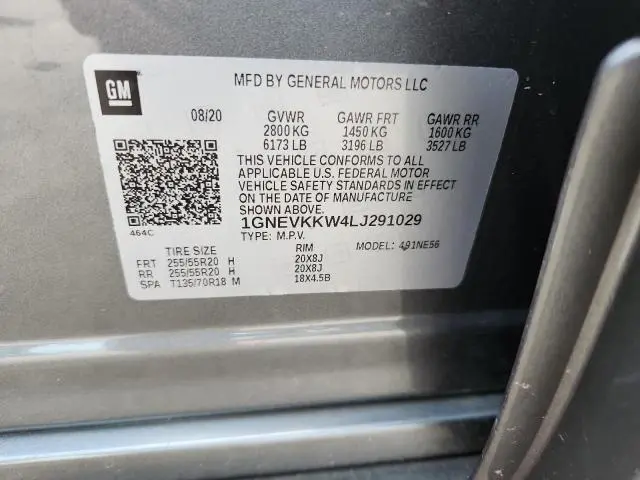 GM
MFD BY GENERAL MOTORS LLC
08/20 GVWR GAWR FRT GAWR RR
2800 KG 1450 KG 1600 KG
6173 LB 3196 LB 3527 LB
THIS VEHICLE CONFORMS TO ALL
APPLICABLE U.S. FEDERAL MOTOR
VEHICLE SAFETY STANDARDS IN EFFECT
ON THE DATE OF MANUFACTURE
SHOWN ABOVE.
1GNEVKKW4LJ291029
464C
TYPE: M.P.V. MODEL: 491NE56
TIRE SIZE RIM
FRT 255/55R20 H 20X8J
RR 255/55R20 H 20X8J
SPA T135/70R18 M 18X4.5B